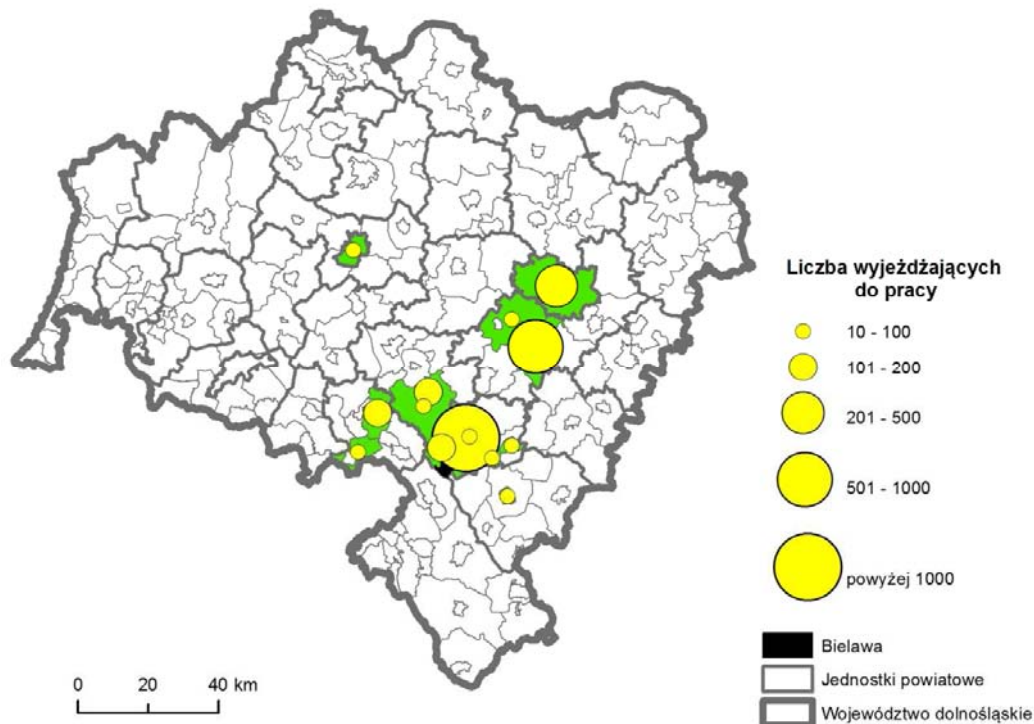 Liczba wyjeżdżających
do pracy
10 - 100
101 - 200
201 - 500
501 - 1000
powyżej 1000
Bielawa
Jednostki powiatowe
Województwo dolnośląskie
0 20 40 km